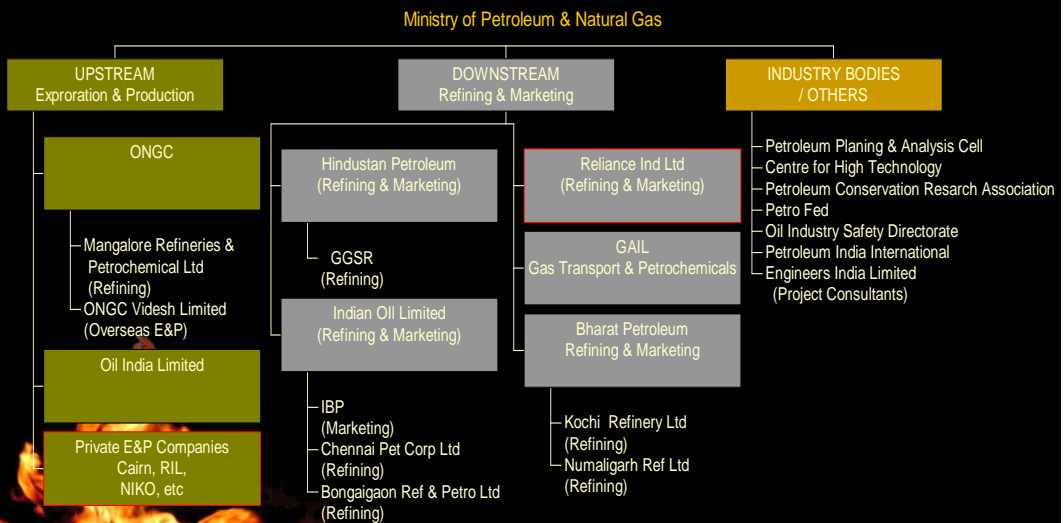 Ministry of Petroleum & Natural Gas
UPSTREAM
Exproration & Production
ONGC
Mangalore Refineries &
Petrochemical Ltd
(Refining)
ONGC Videsh Limited
(Overseas E&P)
Oil India Limited
Private E&P Companies
Cairn, RIL,
NIKO, etc
DOWNSTREAM
Refining & Marketing
Hindustan Petroleum
(Refining & Marketing)
GGSR
(Refining)
Indian OIl Limited
(Refining & Marketing)
IBP
(Marketing)
Chennai Pet Corp Ltd
(Refining)
Bongaigaon Ref & Petro Ltd
(Refining)
Reliance Ind Ltd
(Refining & Marketing)
GAIL
Gas Transport & Petrochemicals
Bharat Petroleum
Refining & Marketing
Kochi Refinery Ltd
(Refining)
Numaligarh Ref Ltd
(Refining)
INDUSTRY BODIES
/ OTHERS
Petroleum Planing & Analysis Cell
Centre for High Technology
Petroleum Conservation Resarch Association
Petro Fed
Oil Industry Safety Directorate
Petroleum India International
Engineers India Limited
(Project Consultants)